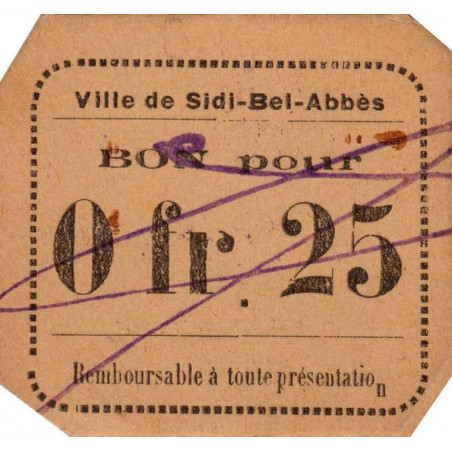 Ville de Sidi-Bel-Abbès
BON pour
0 fr. 25
Remboursable à toute présentation